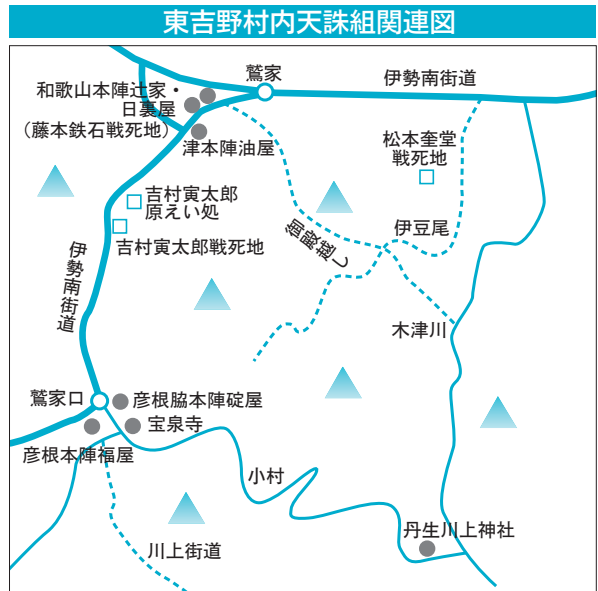 東吉野村内天誅組関連図
鷲家
伊勢南街道
和歌山本陣辻家・
日裏屋
（藤本鉄石戦死地）
津本陣油屋
松本奎堂
戦死地
吉村寅太郎
原えい処
吉村寅太郎戦死地
御殿越し
伊豆尾
伊勢南街道
木津川
鷲家口
彦根脇本陣碇屋
宝泉寺
彦根本陣福屋
小村
川上街道
丹生川上神社